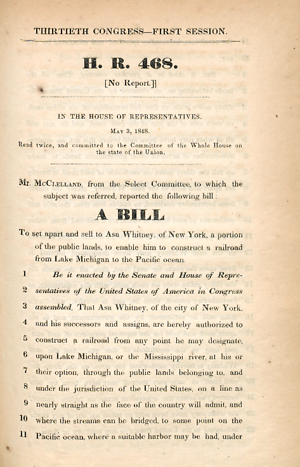 THIRTIETH CONGRESS—FIRST SESSION.
H. R. 468.
[No Report.]
IN THE HOUSE OF REPRESENTATIVES.
May 3, 1848.
Read twice, and committed to the Committee of the Whole House on
the state of the Union.
Mr. McClelland, from the Select Committee, to which the
subject was referred, reported the following bill
A BILL
To set apart and sell to Asa Whitney, of New York, a portion
of the public lands, to enable him to construct a railroad
from Lake Michigan to the Pacific ocean
1 Be it enacted by the Senate and House of Repre-
2 sentatives of the United States of America in Congress
3 assembled, That Asa Whitney, of the city of New York,
4 and his successors and assigns, are hereby authorized to
5 construct a railroad from any point he may designate,
6 upon Lake Michigan, or the Mississippi river, at his or
7 their option, through the public lands belonging to, and
8 under the jurisdiction of the United States, on a line as
9 nearly straight as the face of the country will admit, and
10 where the streams can be bridged, to some point on the
11 Pacific ocean, where a suitable harbor may be had, under